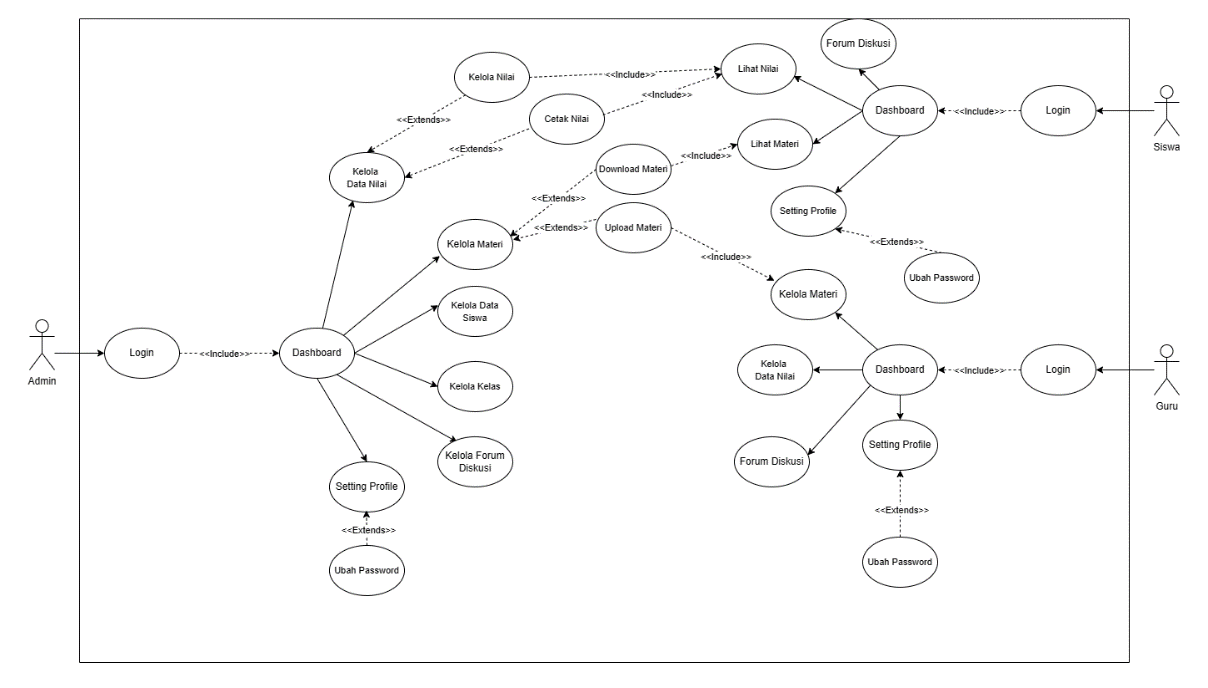 Forum Diskusi
Kelola Nilai
<<Include>>
Lihat Nilai
<<Include>>
Dashboard
<<Include>>
Login
Cetak Nilai
<<Extends>>
<<Extends>>
Siswa
Lihat Materi
<<Include>>
Download Materi
Kelola
Data Nilai
<<Extends>>
Setting Profile
Upload Materi
<<Extends>>
<<Extends>>
Kelola Materi
<<Include>>
Ubah Password
Kelola Materi
Kelola Data
Siswa
Admin
Login
<<Include>>
Dashboard
Kelola
Data Nilai
Dashboard
<<Include>>
Login
Guru
Kelola Kelas
Setting Profile
Kelola Forum
Diskusi
Forum Diskusi
Setting Profile
<<Extends>>
<<Extends>>
Ubah Password
Ubah Password